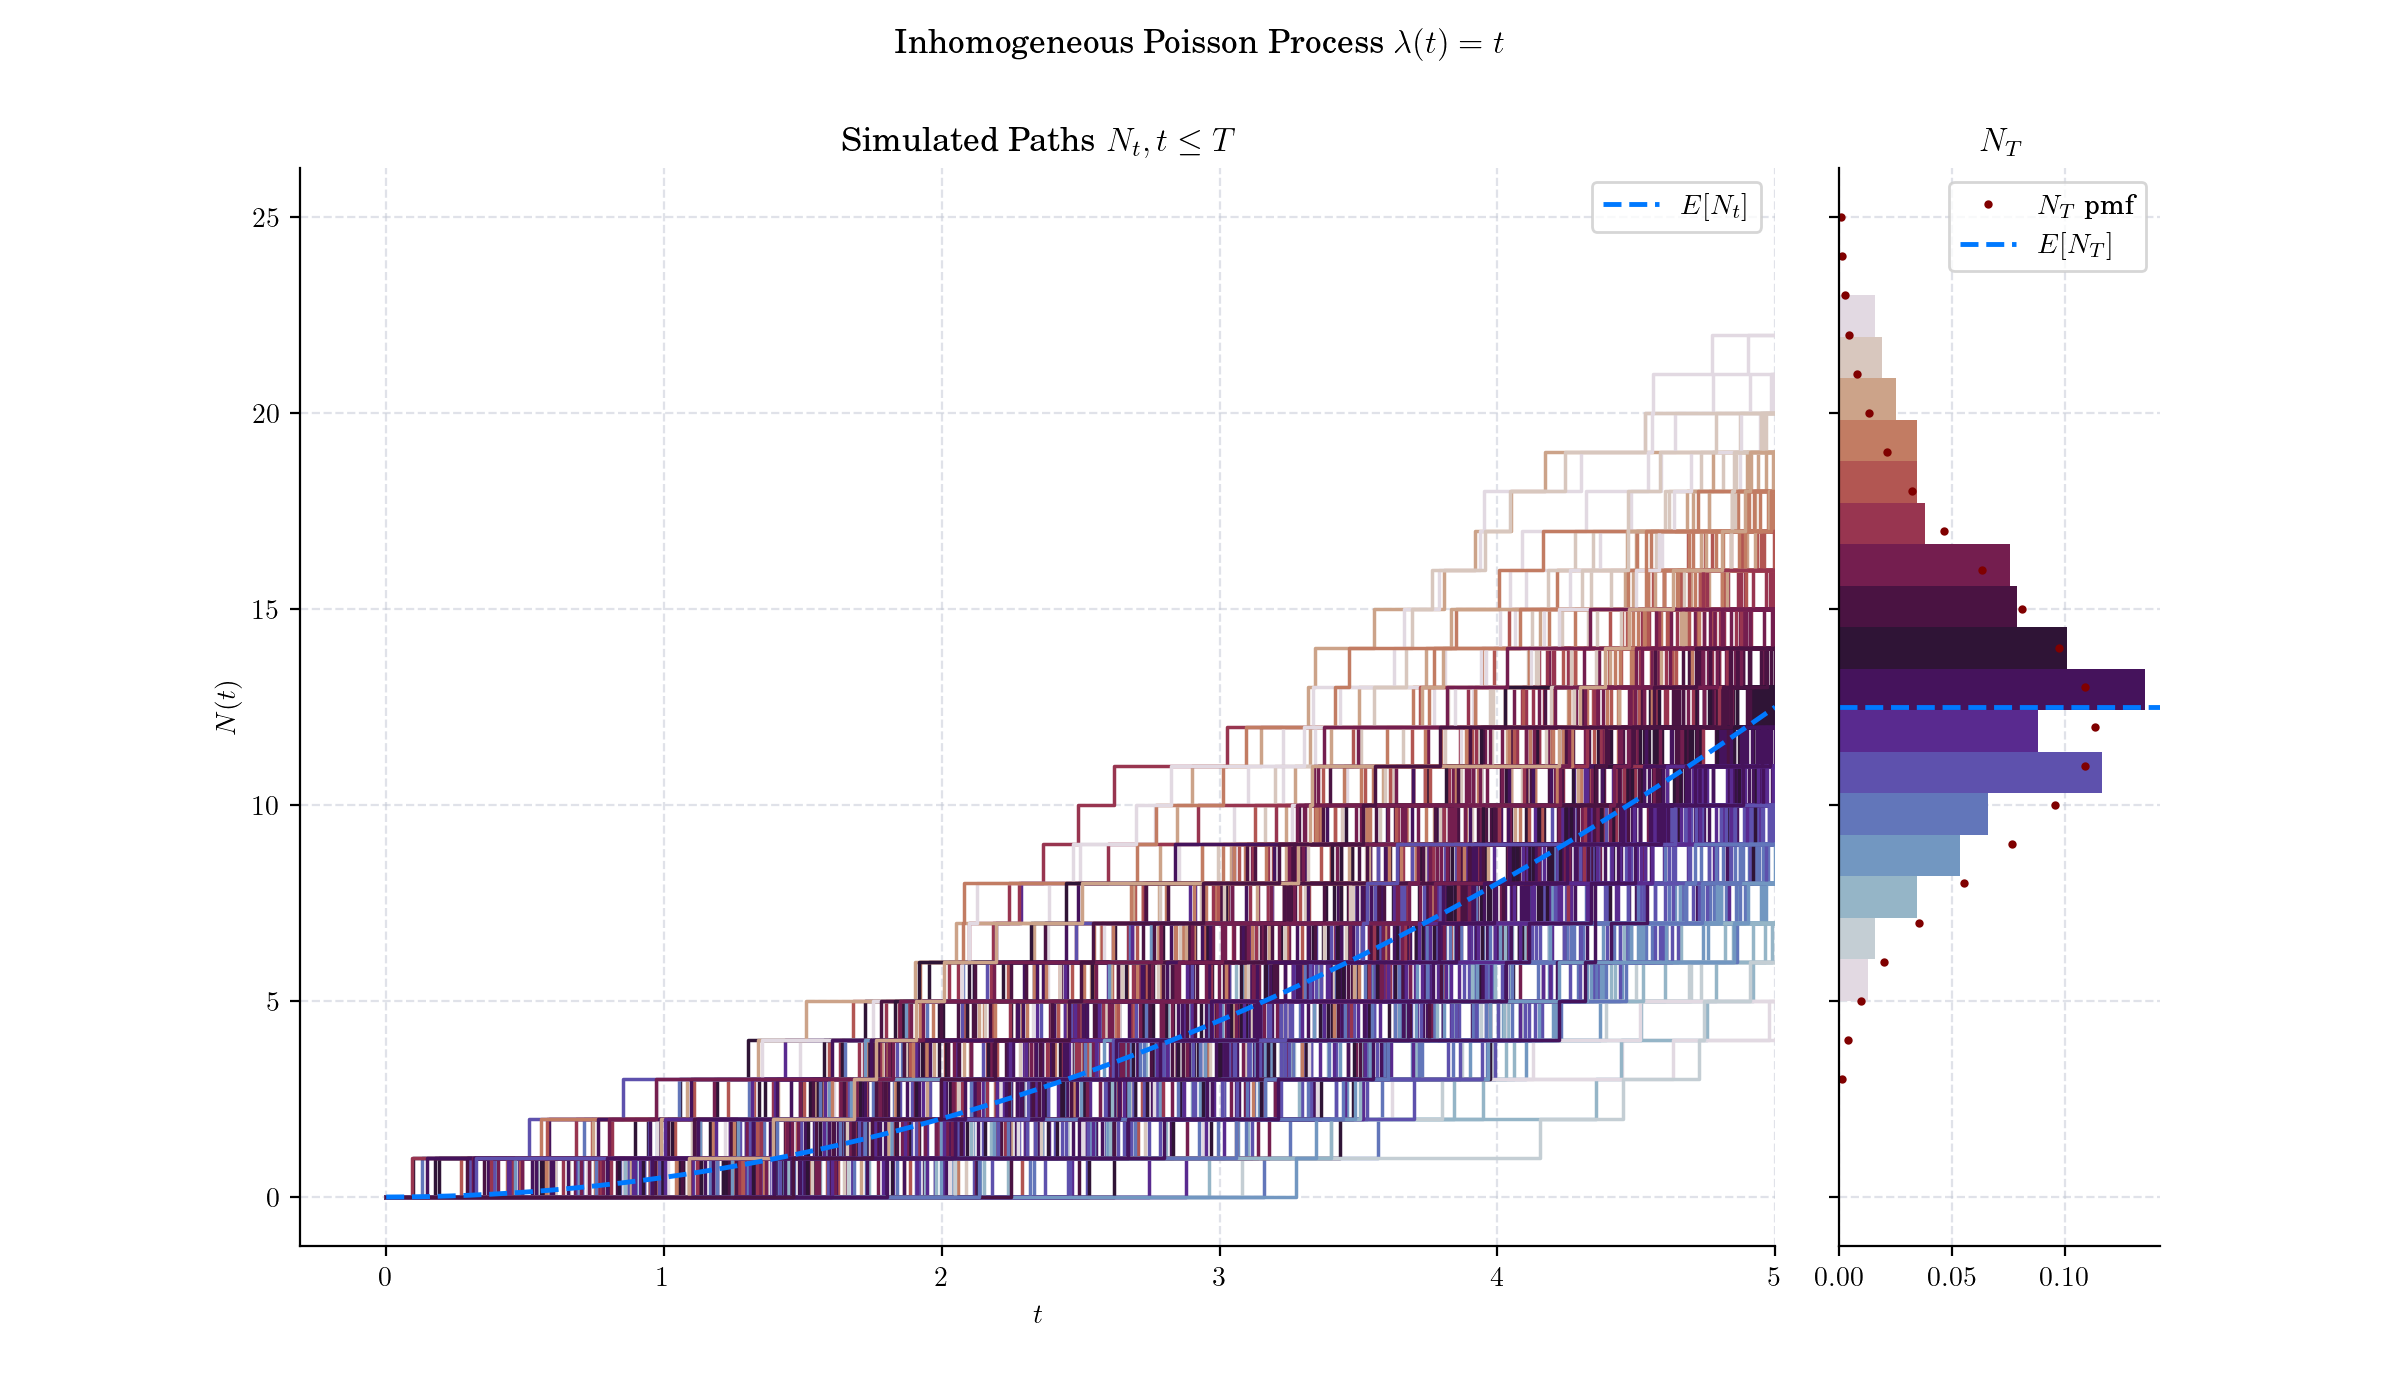 Inhomogeneous Poisson Process λ(t) = t
Simulated Paths N_t, t ≤ T
E[N_t]
N(t)
25
20
15
10
5
0
0 1 2 3 4 5
t
N_T
N_T pmf
E[N_T]
0.00 0.05 0.10